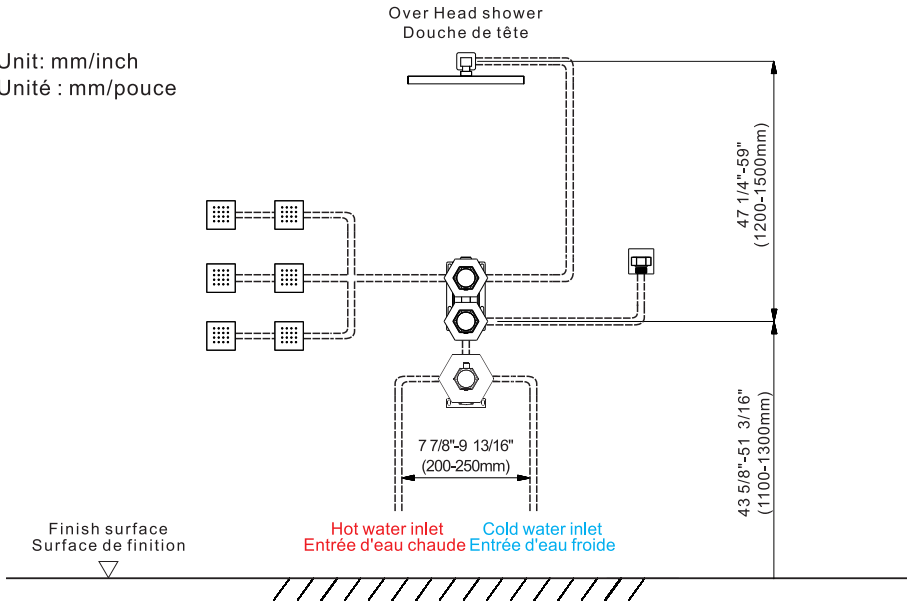 Over Head shower
Douche de tête
Unit: mm/inch
Unité : mm/pouce
47 1/4"-59"
(1200-1500mm)
7 7/8"-9 13/16"
(200-250mm)
43 5/8"-51 3/16"
(1100-1300mm)
Hot water inlet
Entrée d'eau chaude
Cold water inlet
Entrée d'eau froide
Finish surface
Surface de finition